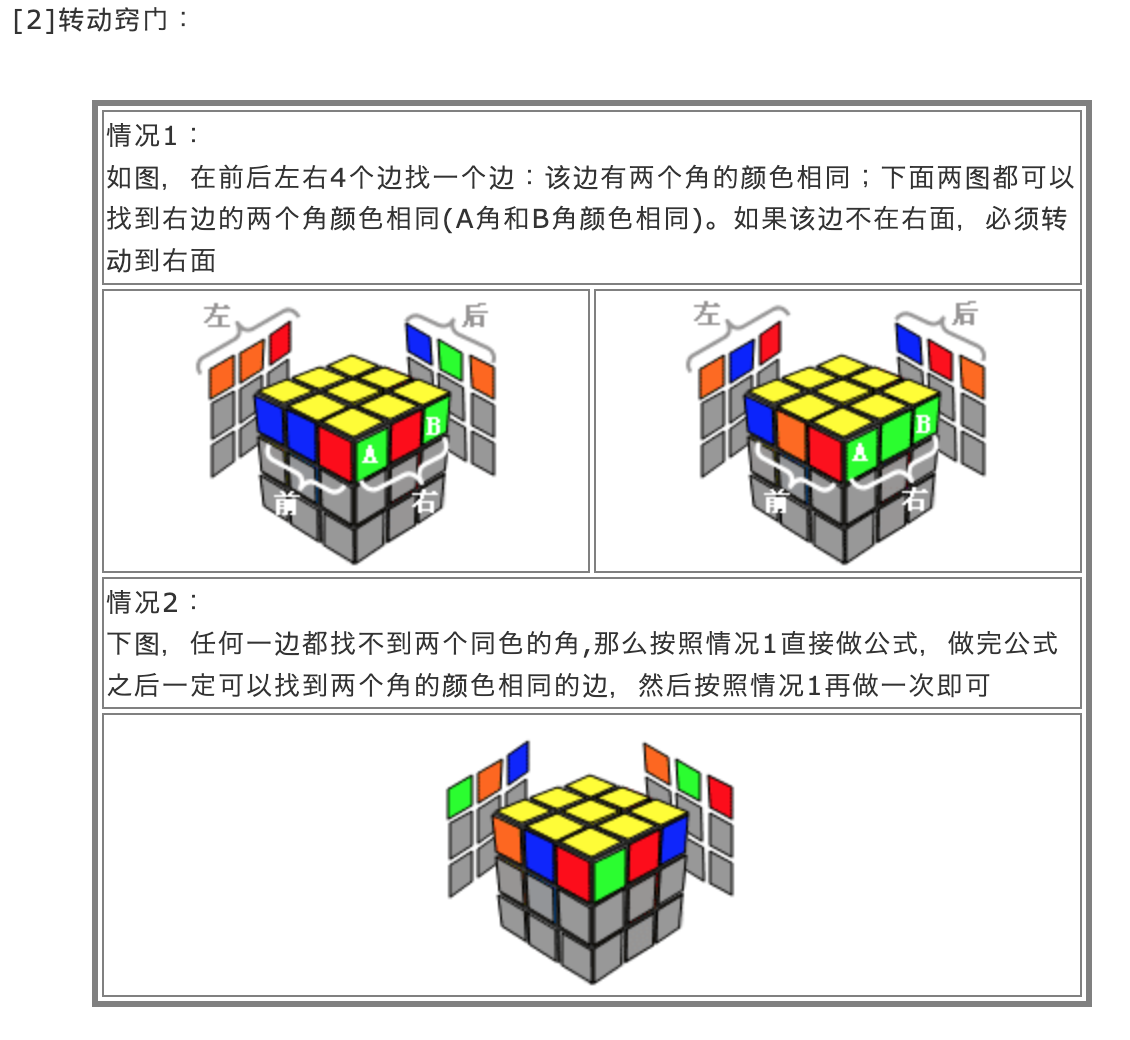 [2]转动窍门：
情况1：
如图，在前后左右4个边找一个边：该边有两个角的颜色相同；下面两图都可以
找到右边的两个角颜色相同(A角和B角颜色相同)。如果该边不在右面，必须转
动到右面
左 后
B
A
前 右
左 后
B
A
前 右
情况2：
下图，任何一边都找不到两个同色的角,那么按照情况1直接做公式，做完公式
之后一定可以找到两个角的颜色相同的边，然后按照情况1再做一次即可